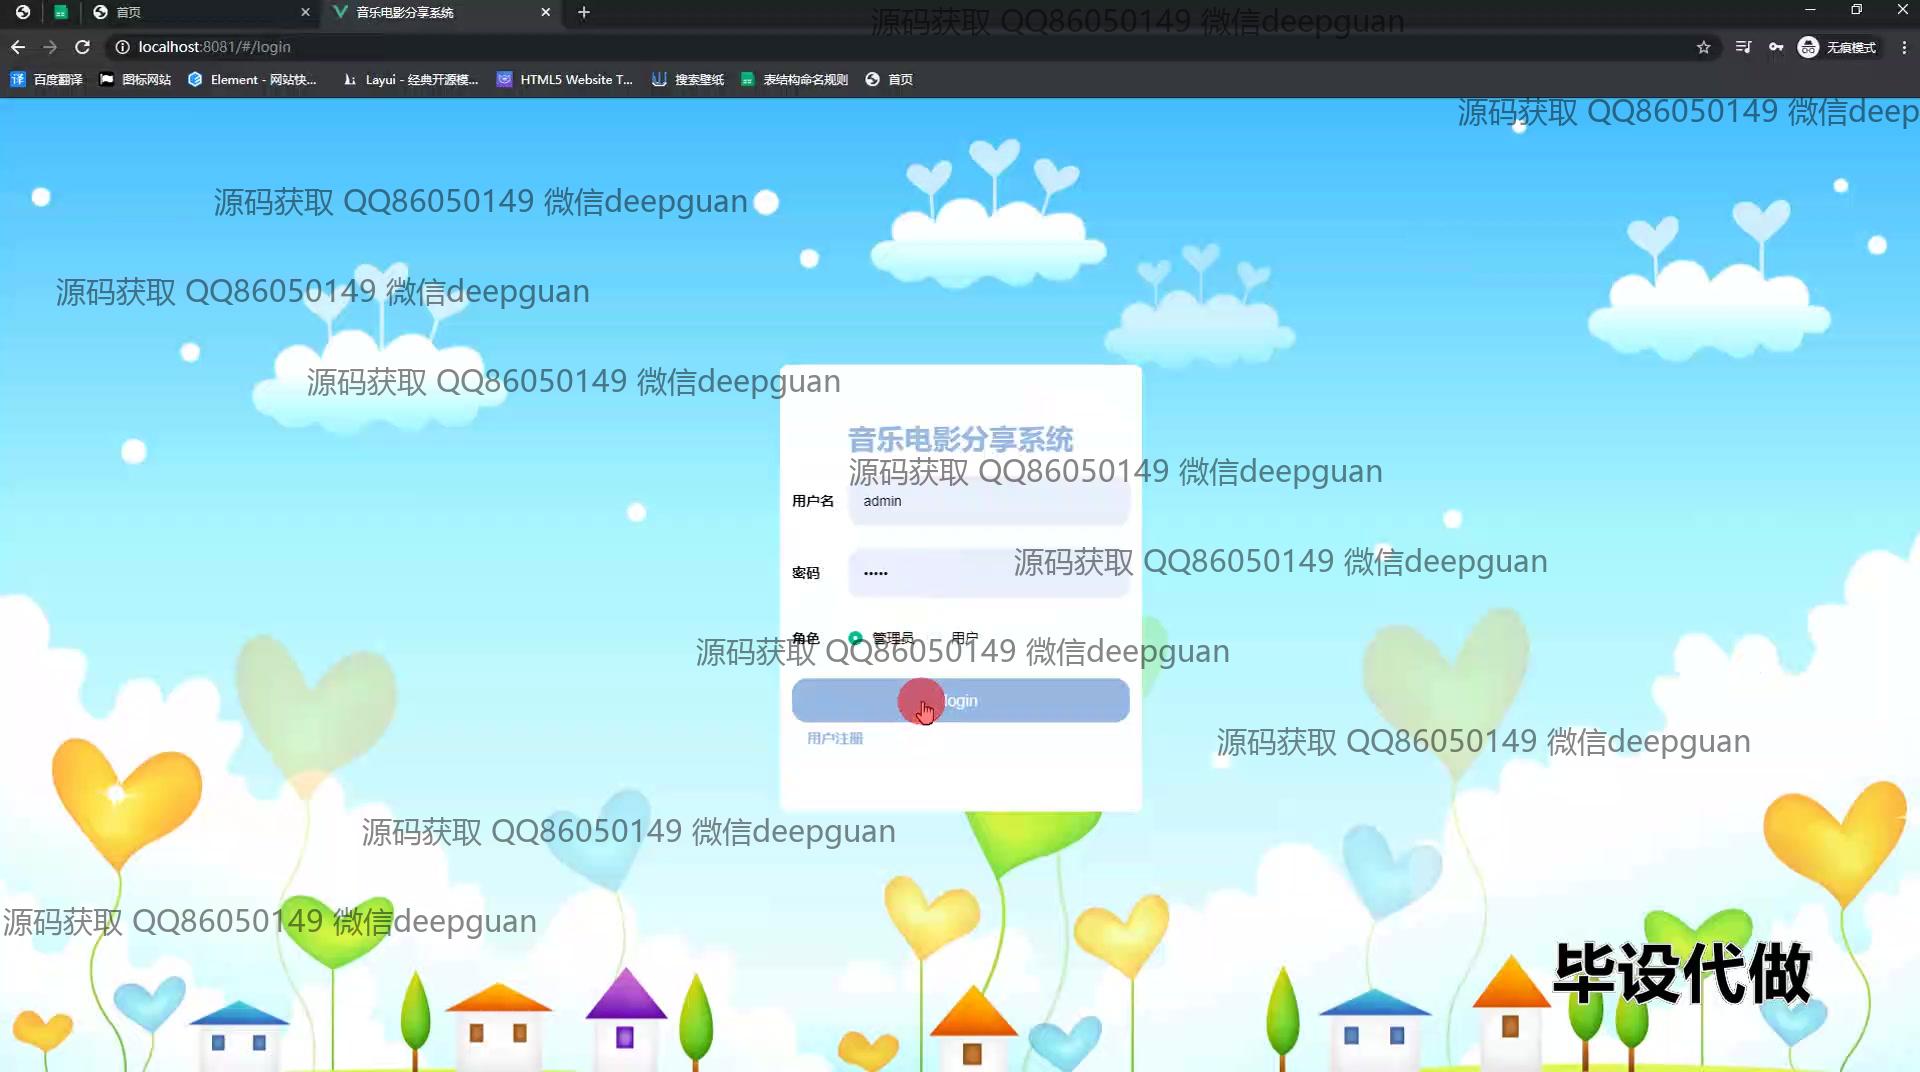 首页
音乐电影分享系统
源码获取 QQ86050149 微信deepguan
localhost:8081/#/login
无痕模式
百度翻译
图标网站
Element - 网站快...
Layui - 经典开源模...
HTML5 Website T...
搜索壁纸
表结构命名规则
首页
源码获取 QQ86050149 微信deep
源码获取 QQ86050149 微信deepguan
源码获取 QQ86050149 微信deepguan
源码获取 QQ86050149 微信deepguan
音乐电影分享系统
源码获取 QQ86050149 微信deepguan
用户名
admin
源码获取 QQ86050149 微信deepguan
密码
•••••
角色
管理员
用户
源码获取 QQ86050149 微信deepguan
login
用户注册
源码获取 QQ86050149 微信deepguan
源码获取 QQ86050149 微信deepguan
源码获取 QQ86050149 微信deepguan
毕设代做